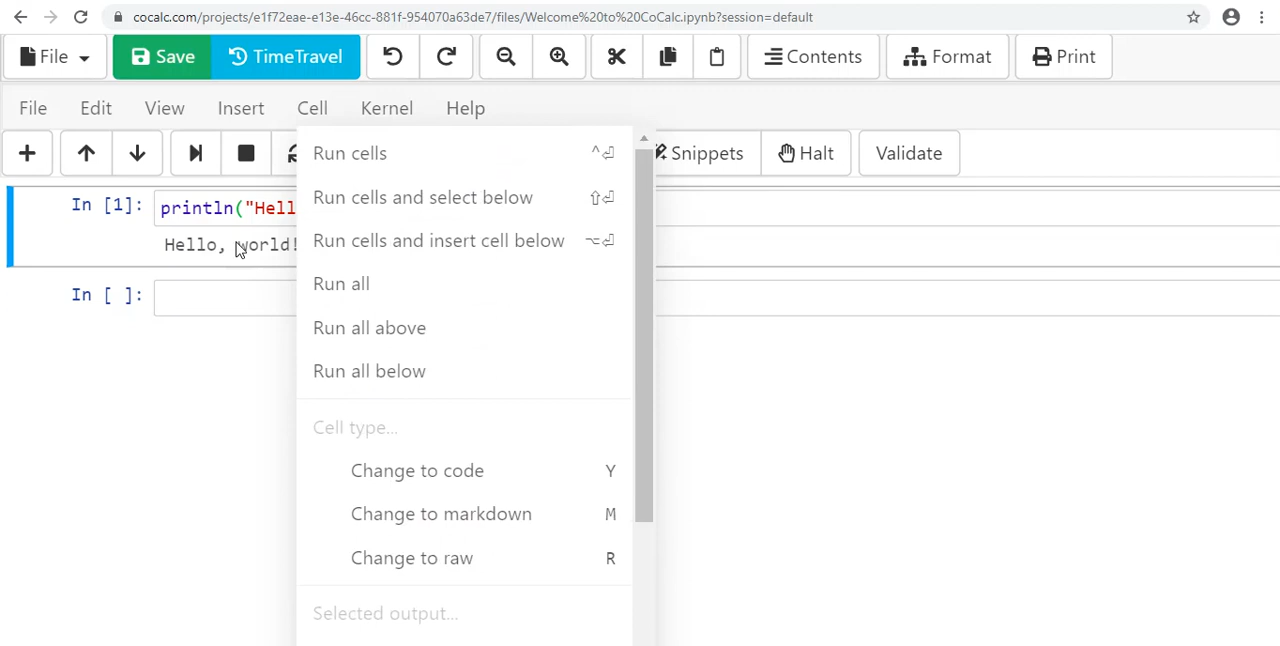 cocalc.com/projects/e1f72eae-e13e-46cc-881f-954070a63de7/files/Welcome%20to%20CoCalc.ipynb?session=default
File Save TimeTravel Contents Format Print
File Edit View Insert Cell Kernel Help
Snippets Halt Validate
Run cells ^⏎
Run cells and select below ⇧⏎
Run cells and insert cell below ⌥⏎
Run all
Run all above
Run all below
Cell type...
Change to code Y
Change to markdown M
Change to raw R
Selected output...
In [1]: println("Hell
Hello, world!
In [ ]: